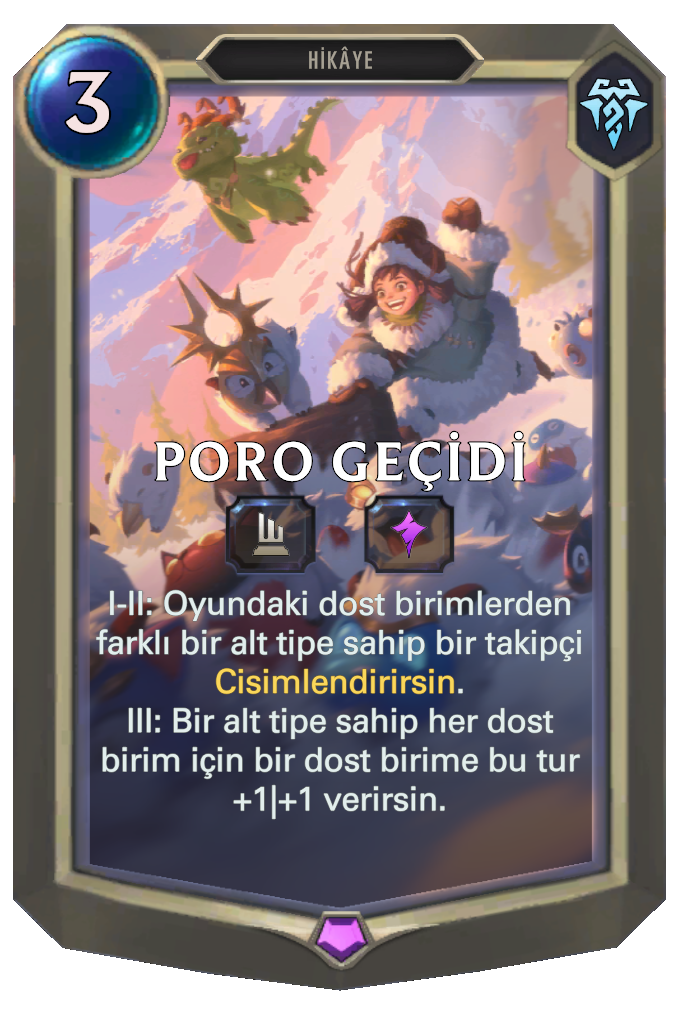 3
HİKÂYE
PORO GEÇİDİ
I-II: Oyundaki dost birimlerden
farklı bir alt tipe sahip bir takipçi
Cisimlendirirsin.
III: Bir alt tipe sahip her dost
birim için bir dost birime bu tur
+1|+1 verirsin.